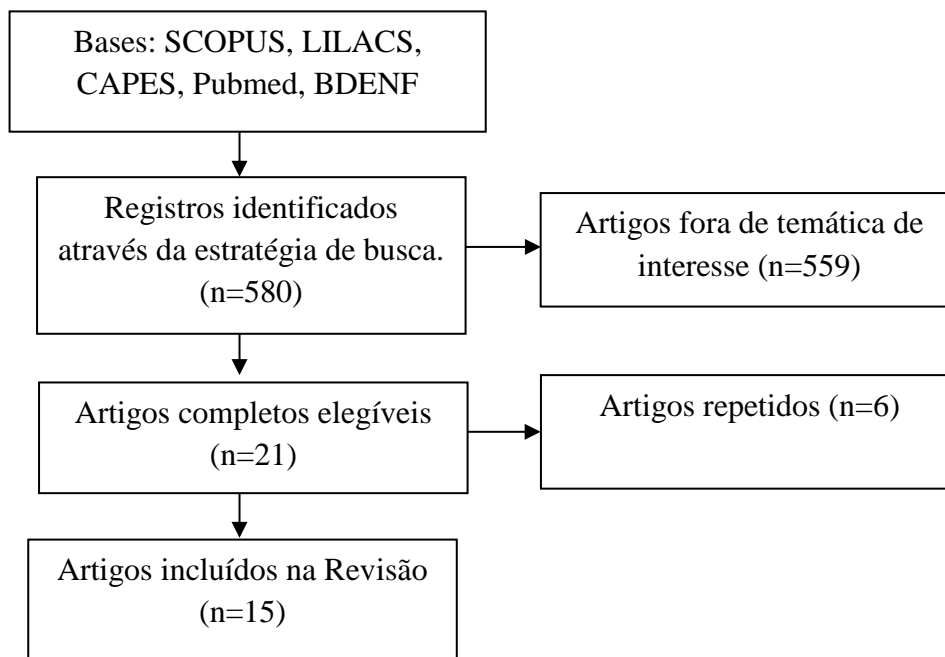 Bases: SCOPUS, LILACS,
CAPES, Pubmed, BDENF
Registros identificados
através da estratégia de busca.
(n=580)
Artigos fora de temática de
interesse (n=559)
Artigos completos elegíveis
(n=21)
Artigos repetidos (n=6)
Artigos incluídos na Revisão
(n=15)